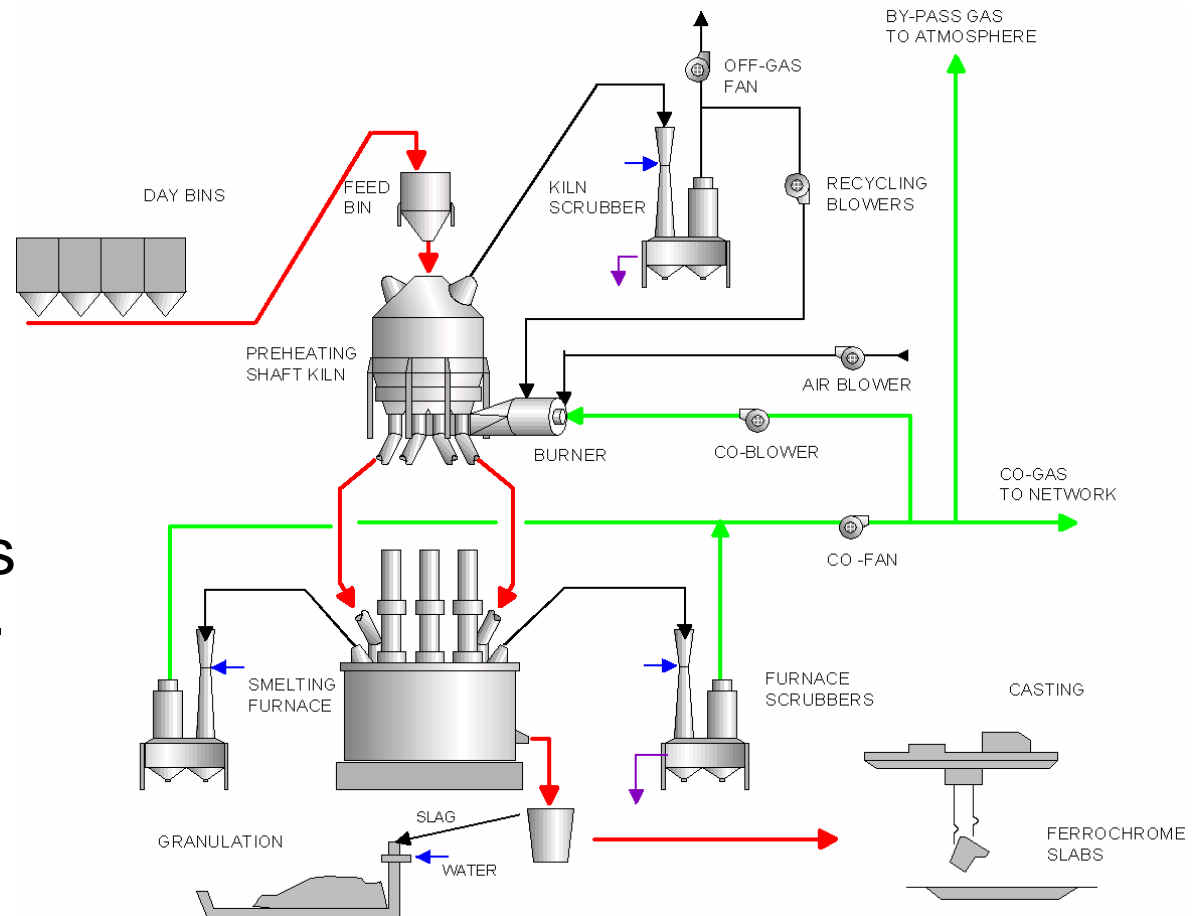 BY-PASS GAS
TO ATMOSPHERE
OFF-GAS
FAN
DAY BINS
FEED
BIN
KILN
SCRUBBER
RECYCLING
BLOWERS
PREHEATING
SHAFT KILN
AIR BLOWER
BURNER
CO-BLOWER
CO-GAS
TO NETWORK
CO -FAN
s
SMELTING
FURNACE
FURNACE
SCRUBBERS
CASTING
SLAG
GRANULATION
WATER
FERROCHROME
SLABS